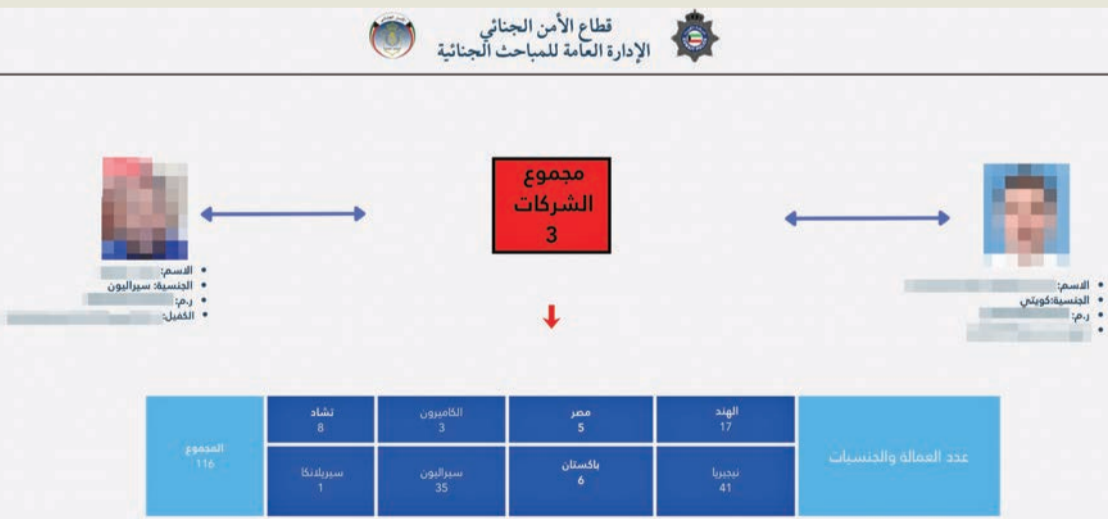 قطاع الأمن الجنائي
الإدارة العامة للمباحث الجنائية
مجموع
الشركات
3
الاسم:
الجنسية:كويتي
ر.م:
الاسم:
الجنسية: سيراليون
ر.م:
الكفيل:
عدد العمالة والجنسيات
الهند
17
مصر
5
الكاميرون
3
تشاد
8
المجموع
116
نيجيريا
41
باكستان
6
سيراليون
35
سيريلانكا
1